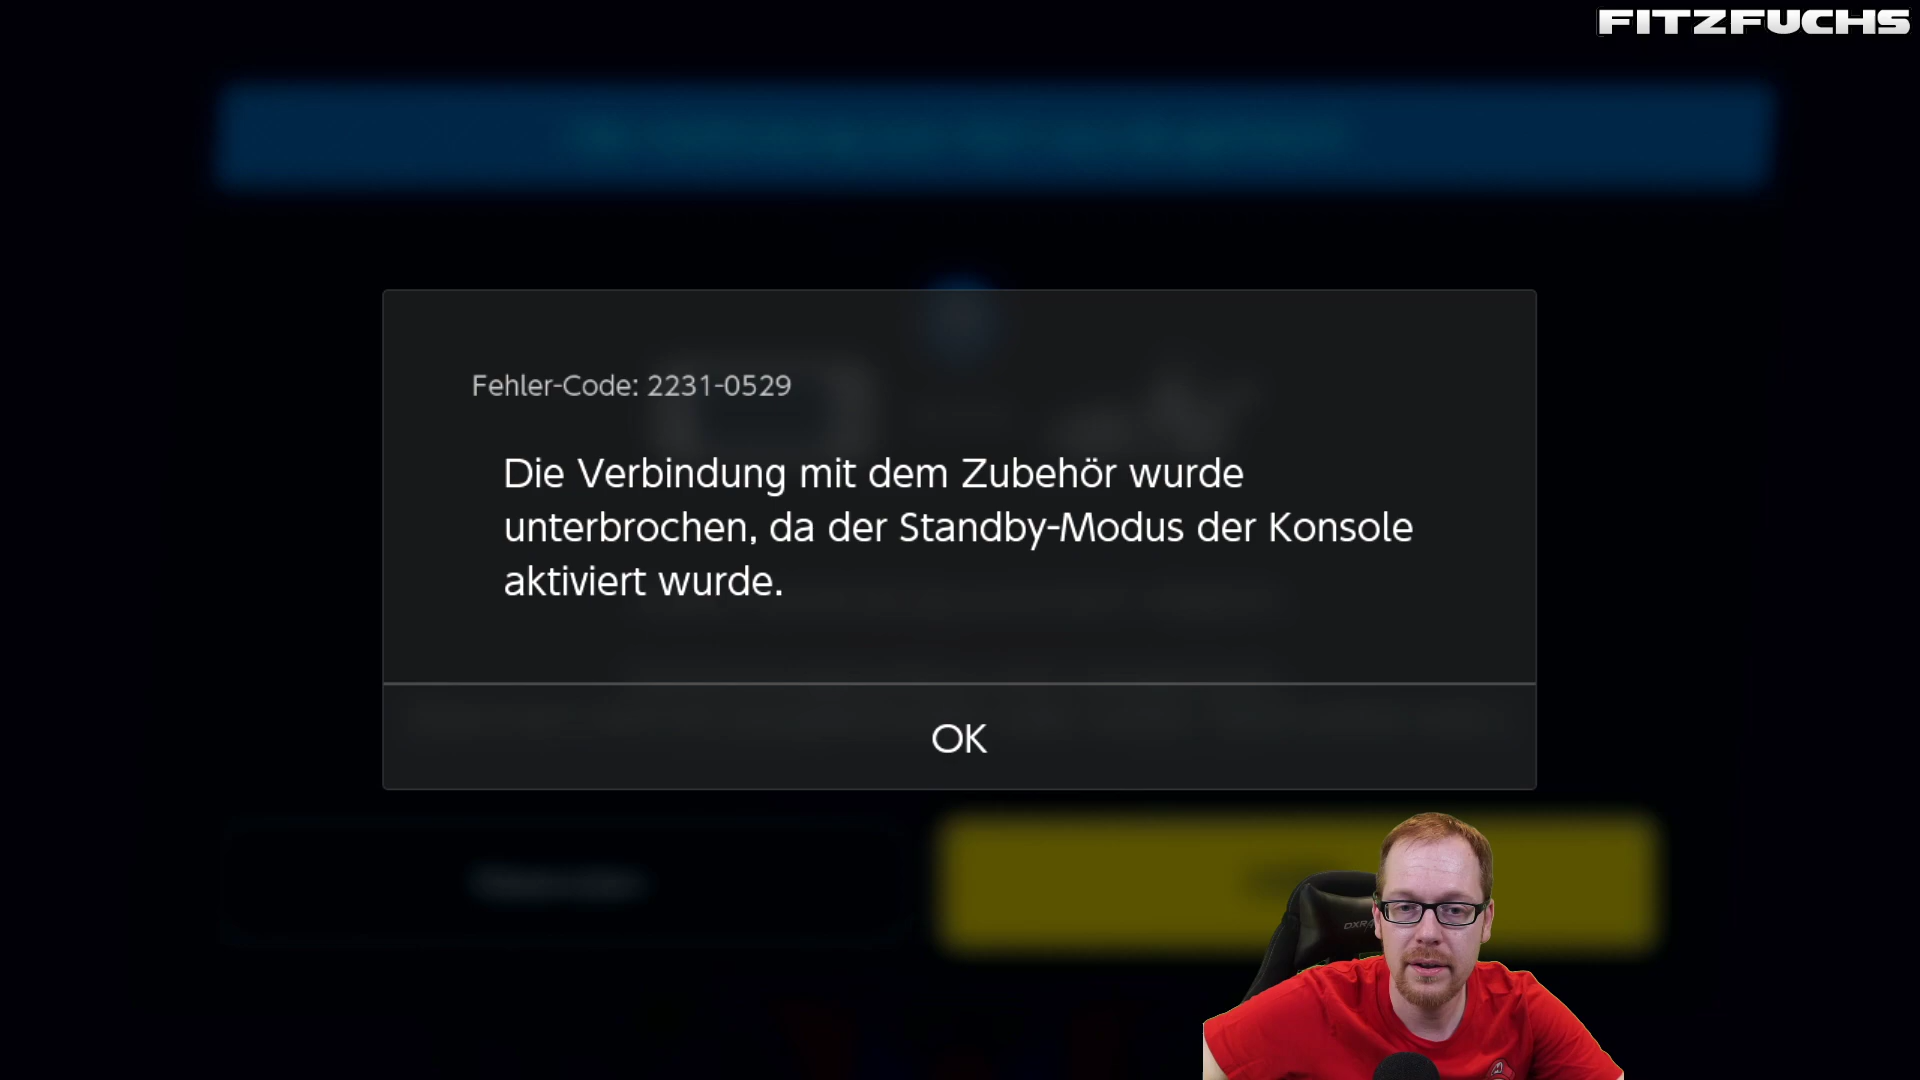 FITZFUCHS
Fehler-Code: 2231-0529
Die Verbindung mit dem Zubehör wurde
unterbrochen, da der Standby-Modus der Konsole
aktiviert wurde.
OK